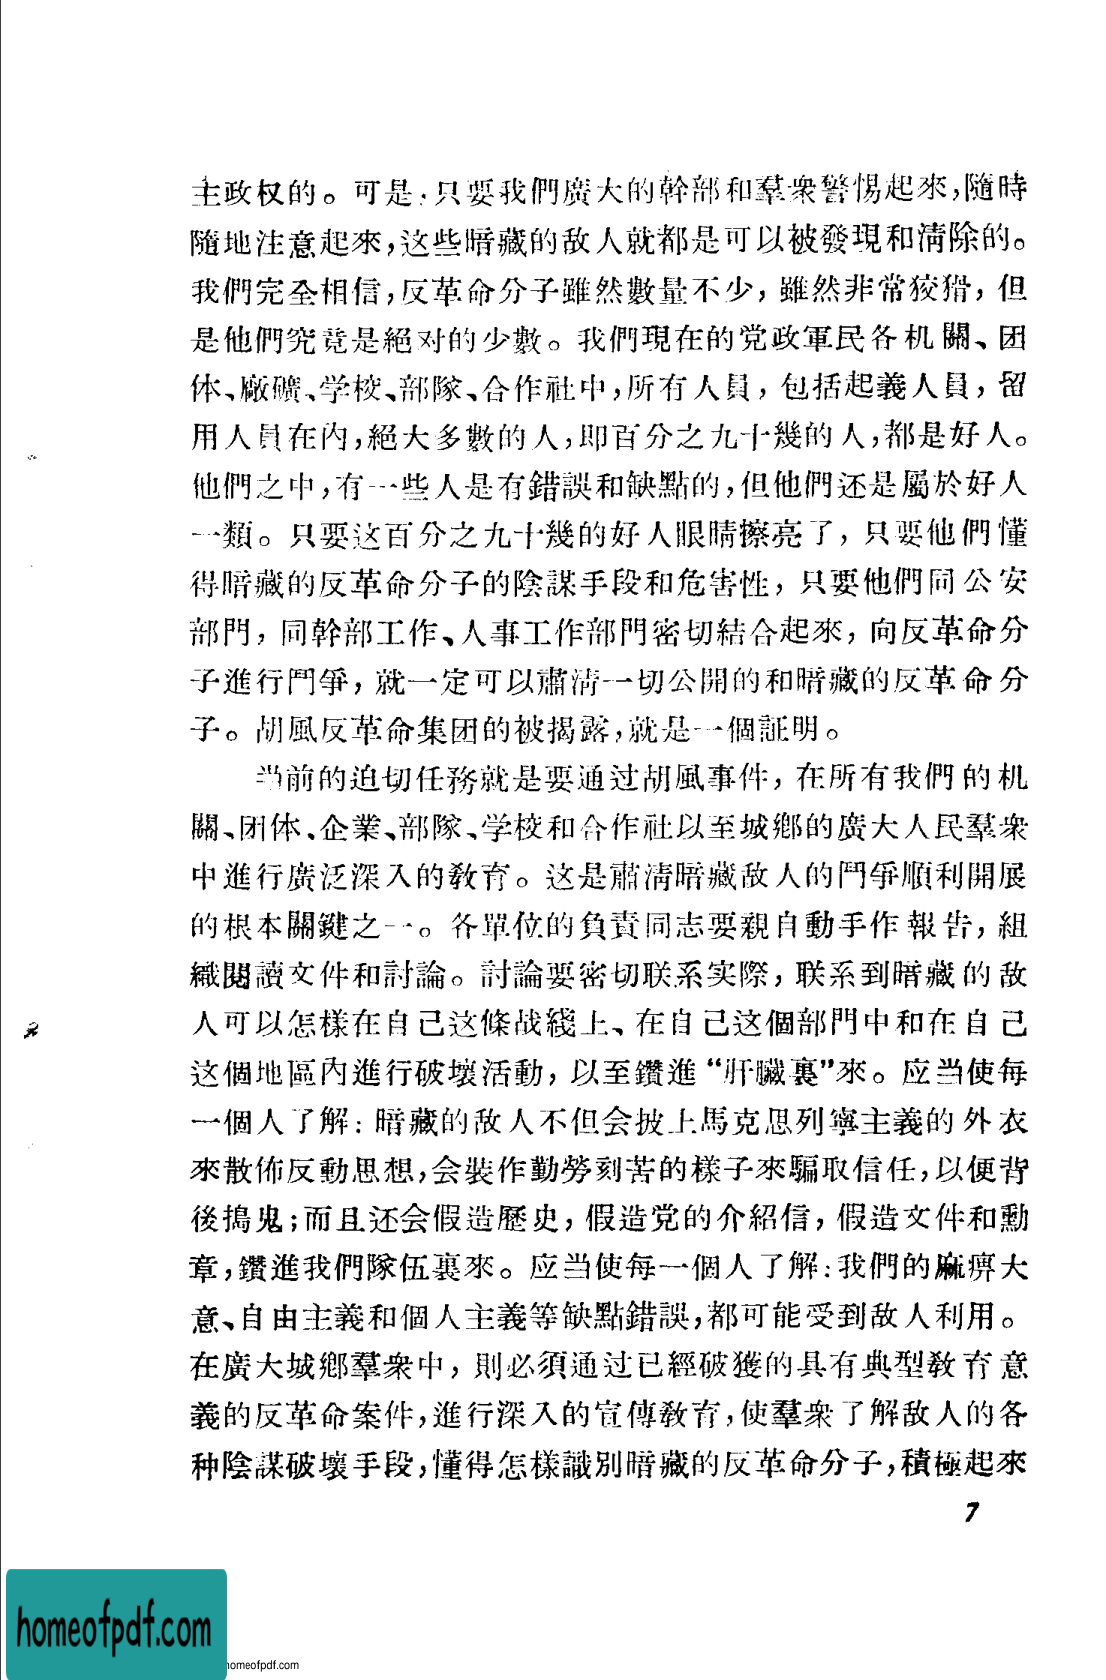 主政权的。可是，只要我們廣大的幹部和羣衆警惕起來，隨時
隨地注意起來，这些暗藏的敌人就都是可以被發現和清除的。
我們完全相信，反革命分子雖然數量不少，雖然非常狡猾，但
是他們究竟是絕对的少數。我們現在的党政軍民各机關、团
体、廠礦、学校、部隊、合作社中，所有人員，包括起義人員，留
用人員在內，絕大多數的人，即百分之九十幾的人，都是好人。
他們之中，有一些人是有錯誤和缺點的，但他們还是屬於好人
一類。只要这百分之九十幾的好人眼睛擦亮了，只要他們懂
得暗藏的反革命分子的陰謀手段和危害性，只要他們同公安
部門，同幹部工作、人事工作部門密切結合起來，向反革命分
子進行鬥爭，就一定可以肅清一切公開的和暗藏的反革命分
子。胡風反革命集团的被揭露，就是一個証明。
当前的迫切任務就是要通过胡風事件，在所有我們的机
關、团体、企業、部隊、学校和合作社以至城鄉的廣大人民羣衆
中進行廣泛深入的敎育。这是肅清暗藏敌人的鬥爭順利開展
的根本關鍵之一。各單位的負責同志要親自動手作報告，組
織閱讀文件和討論。討論要密切联系实際，联系到暗藏的敌
人可以怎樣在自己这條战綫上、在自己这個部門中和在自己
这個地區內進行破壞活動，以至鑽進“肝臟裏”來。应当使每
一個人了解：暗藏的敌人不但会披上馬克思列寧主義的外衣
來散佈反動思想，会裝作勤勞刻苦的樣子來騙取信任，以便背
後搗鬼；而且还会假造歷史，假造党的介紹信，假造文件和勳
章，鑽進我們隊伍裏來。应当使每一個人了解：我們的麻痹大
意、自由主義和個人主義等缺點錯誤，都可能受到敌人利用。
在廣大城鄉羣衆中，則必須通过已經破獲的具有典型敎育意
義的反革命案件，進行深入的宣傳敎育，使羣衆了解敌人的各
种陰謀破壞手段，懂得怎樣識別暗藏的反革命分子，積極起來
7
homeofpdf.com
homeofpdf.com